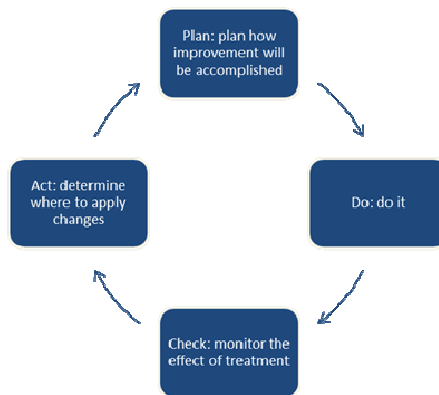 Plan: plan how
improvement will
be accomplished
Act: determine
where to apply
changes
Do: do it
Check: monitor the
effect of treatment